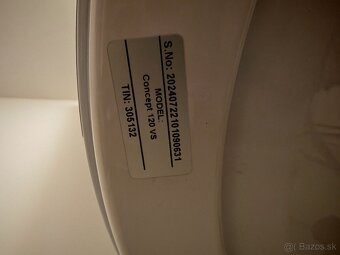 S.No: 20240722101090631
MODEL:
Concept 120 VS
TIN: 305132
© Bazos.sk